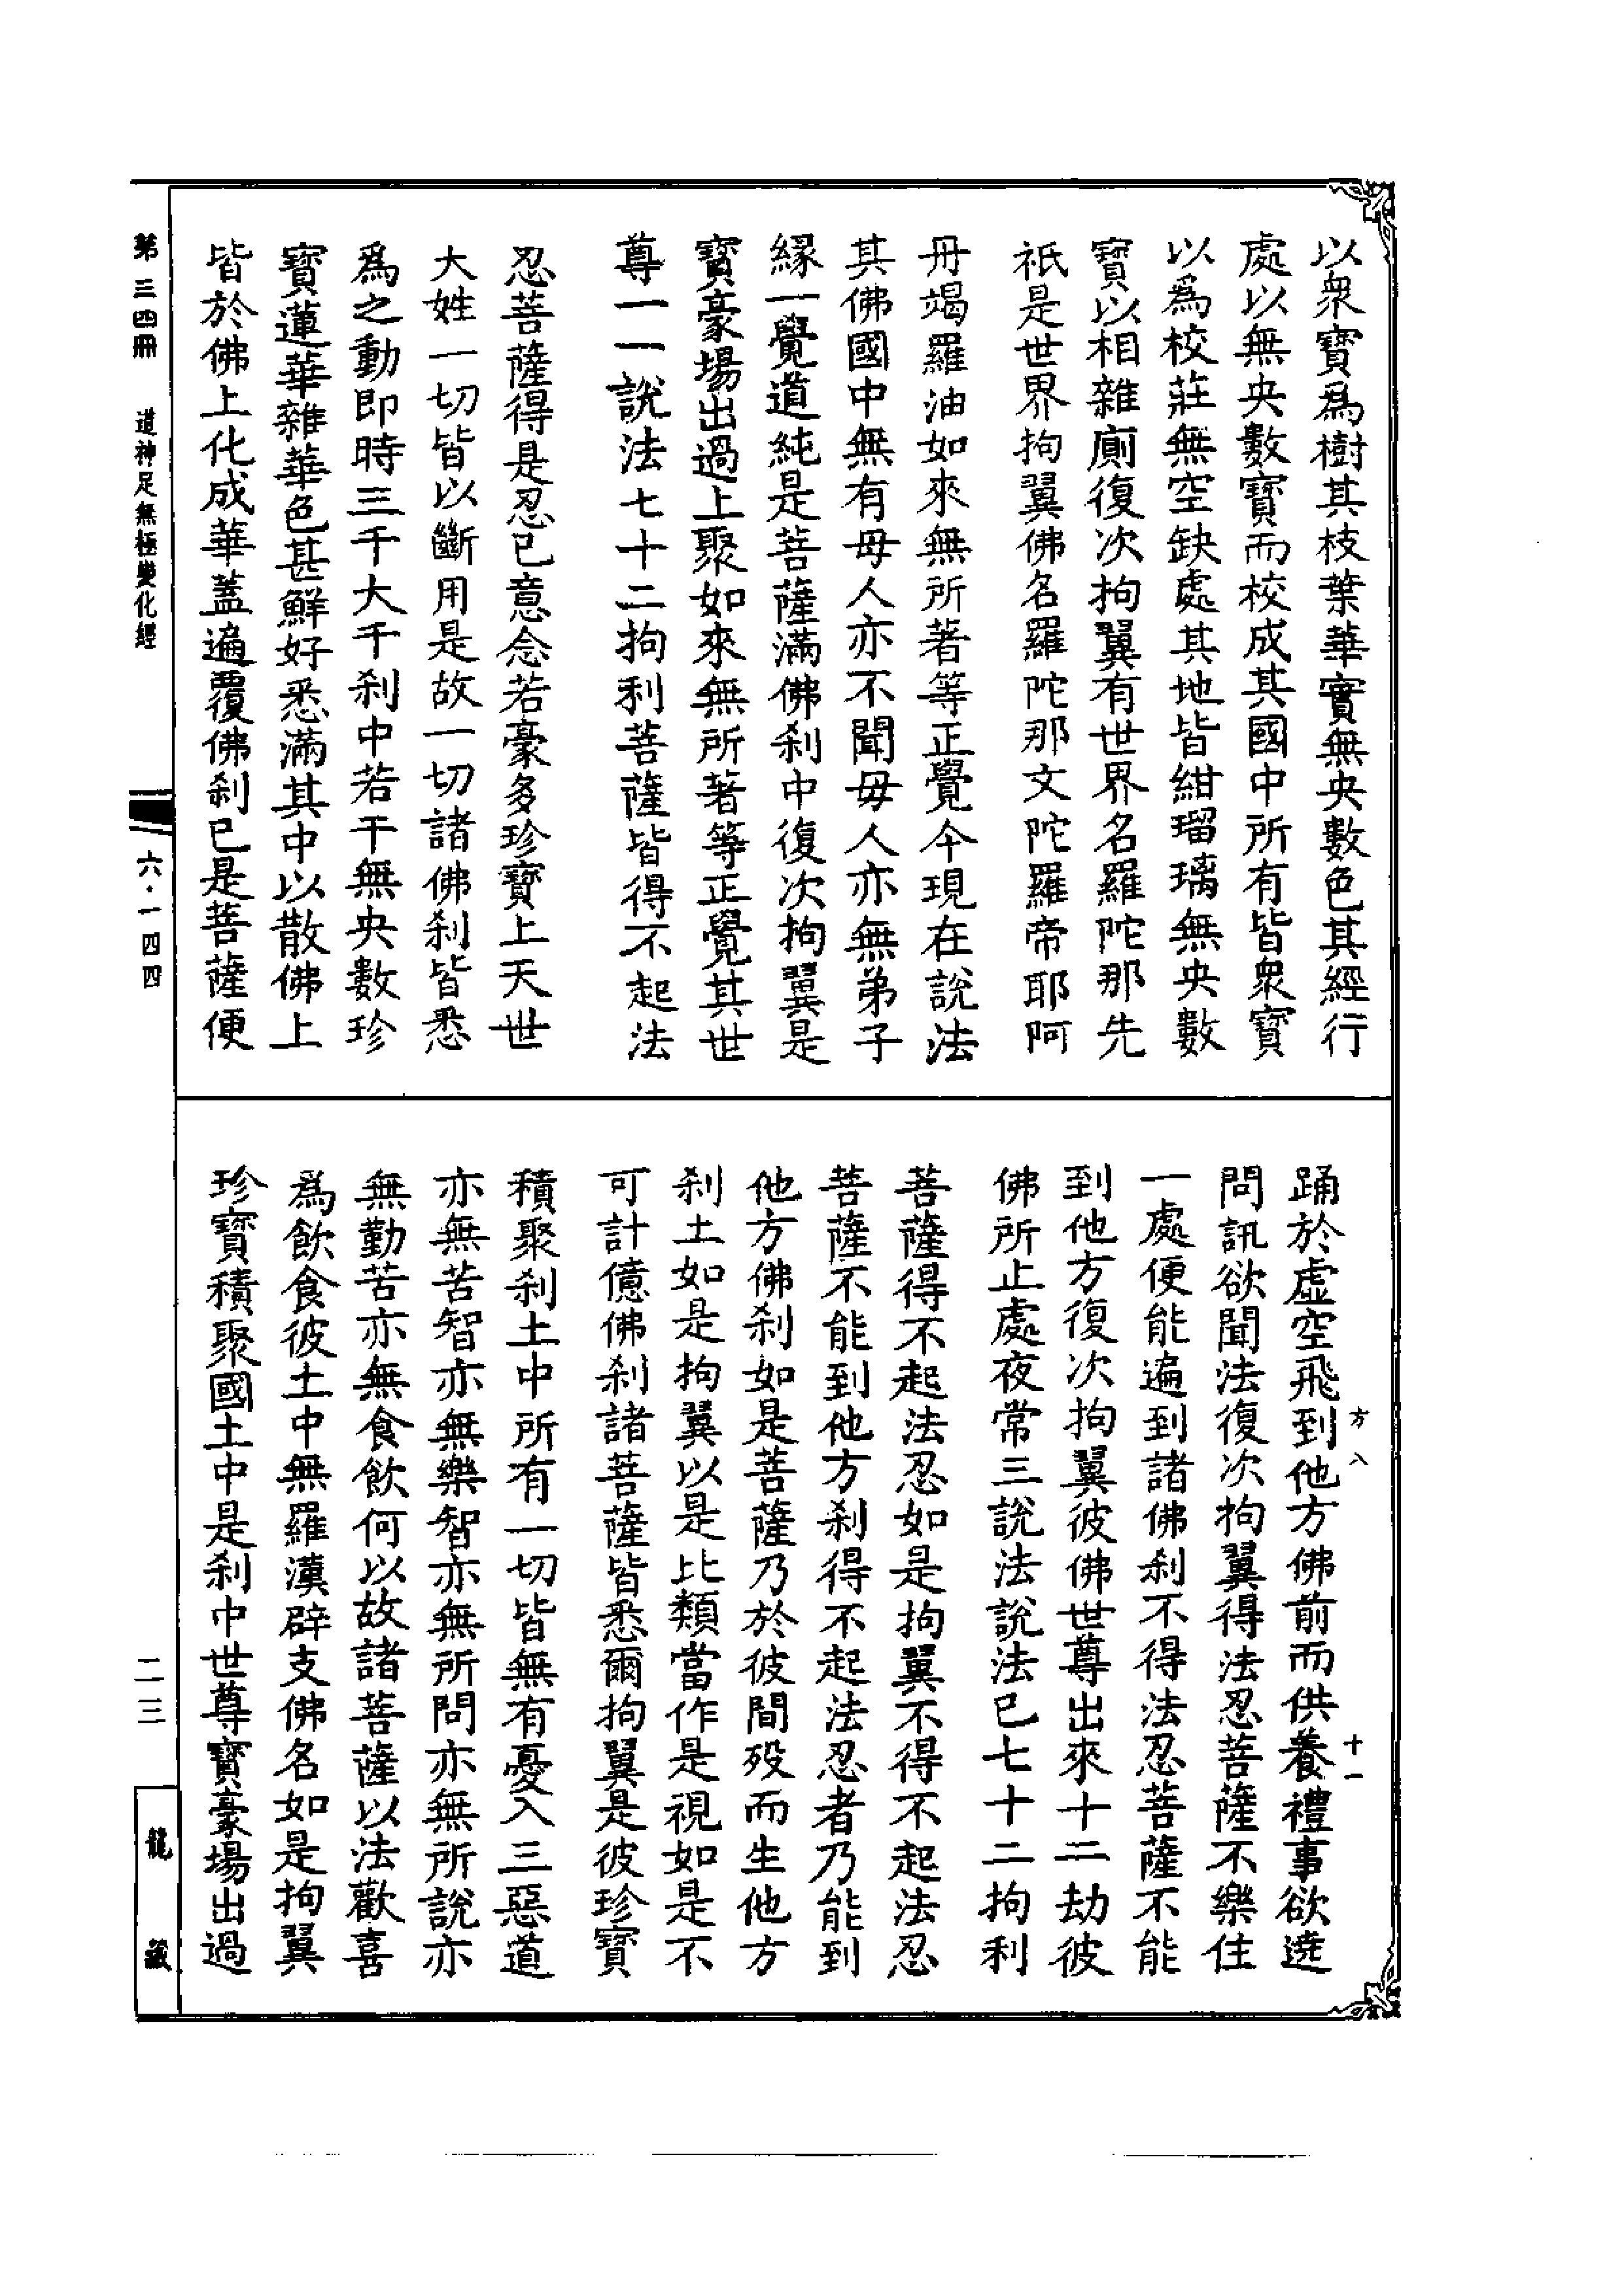 以衆寶為樹其枝葉華實無央數色其經行
處以無央數寶而校成其國中所有皆衆寶
以為校莊無空缺處其地皆紺瑠璃無央數
寶以相雜廁復次拘翼有世界名羅陀那先
祇是世界拘翼佛名羅陀那文陀羅帝耶阿
毋竭羅油如來無所著等正覺今現在說法
其佛國中無有母人亦不聞母人亦無弟子
緣一覺道純是菩薩滿佛刹中復次拘翼是
寶豪場出過上聚如來無所著等正覺其世
尊一一說法七十二拘利菩薩皆得不起法
忍菩薩得是忍已意念若豪多珍寶上天世
大姓一切皆以斷用是故一切諸佛刹皆悉
為之動即時三千大千刹中若干無央數珍
寶蓮華雜華色甚鮮好悉滿其中以散佛上
皆於佛上化成華蓋遍覆佛刹已是菩薩便
踊於虛空飛到他方佛前而供養禮事欲遶
問訊欲聞法復次拘翼得法忍菩薩不樂住
一處便能遍到諸佛刹不得法忍菩薩不能
到他方復次拘翼彼佛世尊出來十二劫彼
佛所止處夜常三說法說法已七十二拘利
菩薩得不起法忍如是拘翼不得不起法忍
菩薩不能到他方刹得不起法忍者乃能到
他方佛刹如是菩薩乃於彼間歿而生他方
刹土如是拘翼以是比類當作是視如是不
可計億佛刹諸菩薩皆悉爾拘翼是彼珍寶
積聚刹土中所有一切皆無有憂入三惡道
亦無苦智亦無樂智亦無所問亦無所說亦
無勤苦亦無食飲何以故諸菩薩以法歡喜
為飲食彼土中無羅漢辟支佛名如是拘翼
珍寶積聚國土中是刹中世尊寶豪場出過
方八
十一
第三四冊
道神足無極變化經
六·一四四
二三
龍藏